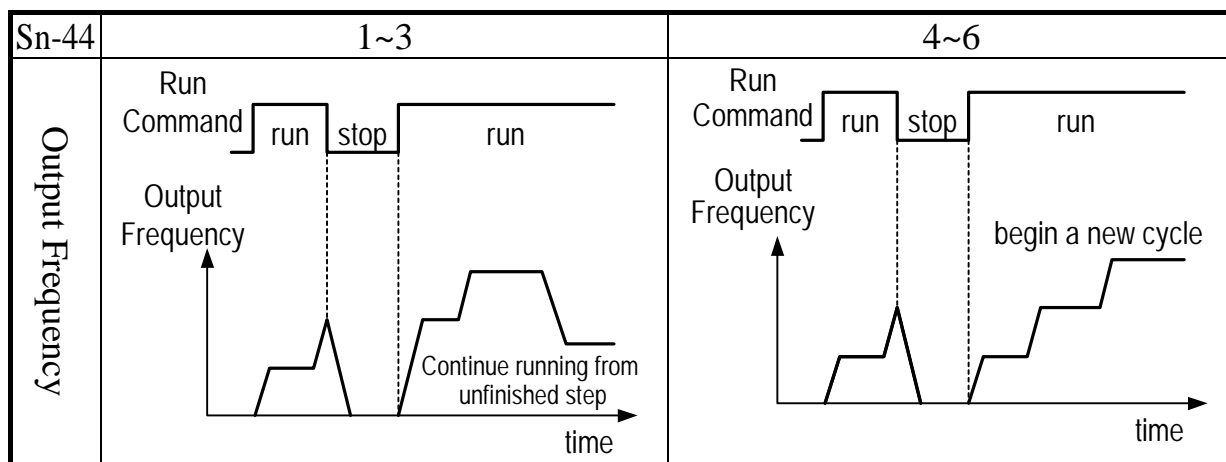 Sn-44
1~3
4~6
Output Frequency
Run
Command
run
stop
run
Output
Frequency
Continue running from
unfinished step
time
Run
Command
run
stop
run
Output
Frequency
begin a new cycle
time